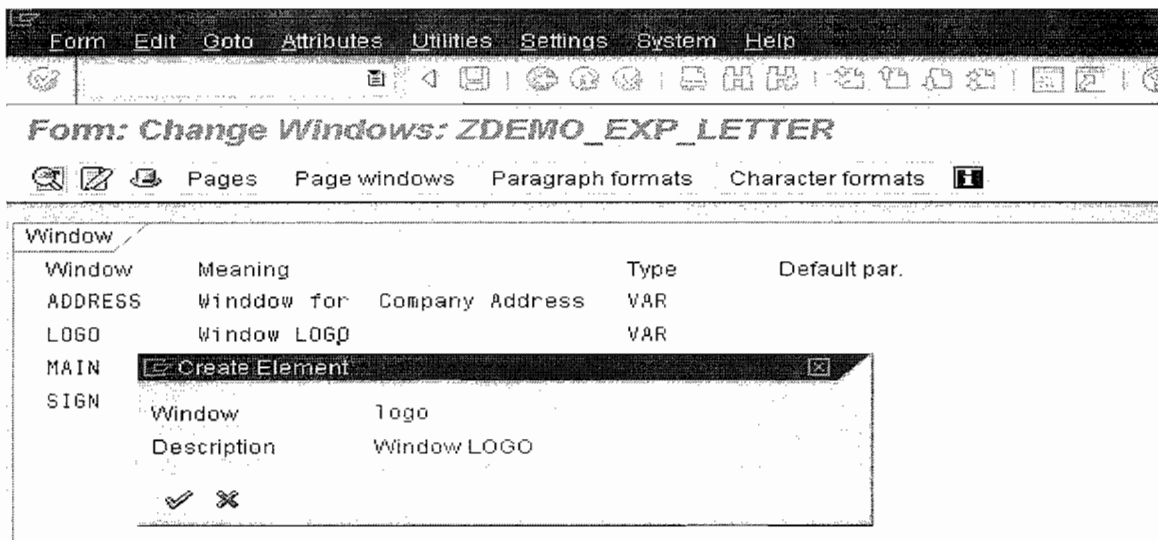 Form Edit Goto Attributes Utilities Settings System Help
Form: Change Windows: ZDEMO_EXP_LETTER
Pages Page windows Paragraph formats Character formats
Window
Window Meaning Type Default par.
ADDRESS Winddow for Company Address VAR
LOGO Window LOGO VAR
MAIN
Create Element
SIGN
Window logo
Description Window LOGO